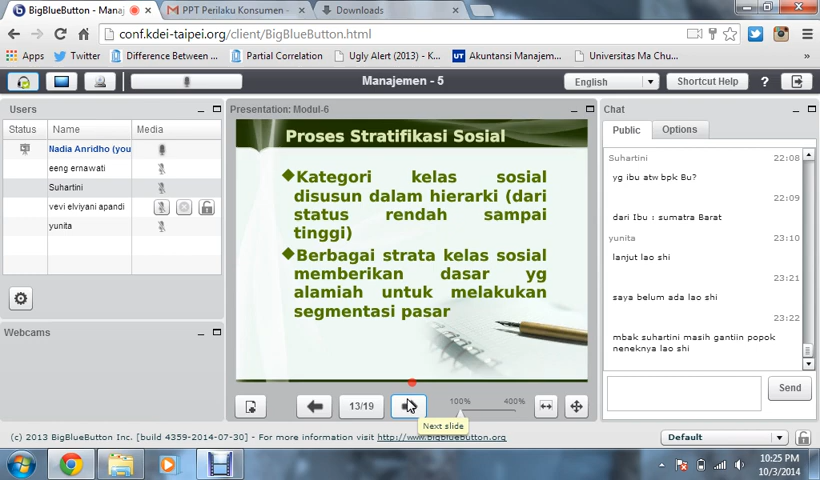 BigBlueButton - Manaj
PPT Perilaku Konsumen -
Downloads
conf.kdei-taipei.org/client/BigBlueButton.html
Apps
Twitter
Difference Between ...
Partial Correlation
Ugly Alert (2013) - K...
UT
Akuntansi Manajem...
Universitas Ma Chu...
Manajemen - 5
English
Shortcut Help
?
Users
Status
Name
Media
Nadia Anridho (you
eeng ernawati
Suhartini
vevi elviyani apandi
yunita
Webcams
Presentation: Modul-6
Proses Stratifikasi Sosial
Kategori kelas sosial
disusun dalam hierarki (dari
status rendah sampai
tinggi)
Berbagai strata kelas sosial
memberikan dasar yg
alamiah untuk melakukan
segmentasi pasar
13/19
100%
400%
Next slide
Chat
Public
Options
Suhartini 22:08
yg ibu atw bpk Bu?
22:09
dari Ibu : sumatra Barat
yunita 23:10
lanjut lao shi
23:21
saya belum ada lao shi
23:22
mbak suhartini masih gantiin popok
neneknya lao shi
Send
(c) 2013 BigBlueButton Inc. [build 4359-2014-07-30] - For more information visit http://www.bigbluebutton.org
Default
10:25 PM
10/3/2014